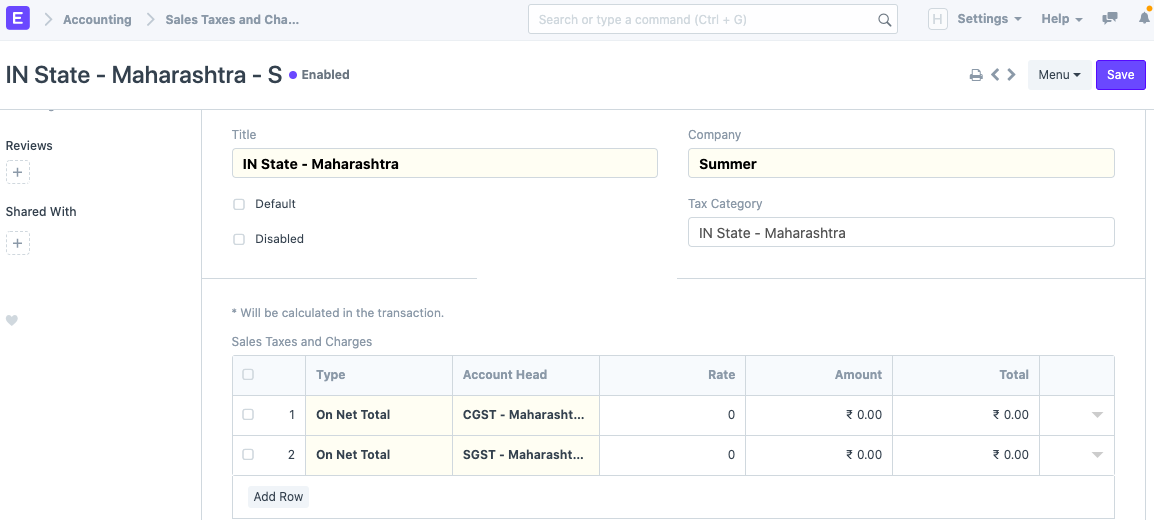 E Accounting Sales Taxes and Cha... Search or type a command (Ctrl + G) H Settings Help
IN State - Maharashtra - S Enabled Menu Save
Reviews
+
Shared With
+
Title Company
IN State - Maharashtra Summer
Default Tax Category
IN State - Maharashtra
Disabled
* Will be calculated in the transaction.
Sales Taxes and Charges
Type Account Head Rate Amount Total
1 On Net Total CGST - Maharasht... 0 ₹ 0.00 ₹ 0.00
2 On Net Total SGST - Maharasht... 0 ₹ 0.00 ₹ 0.00
Add Row